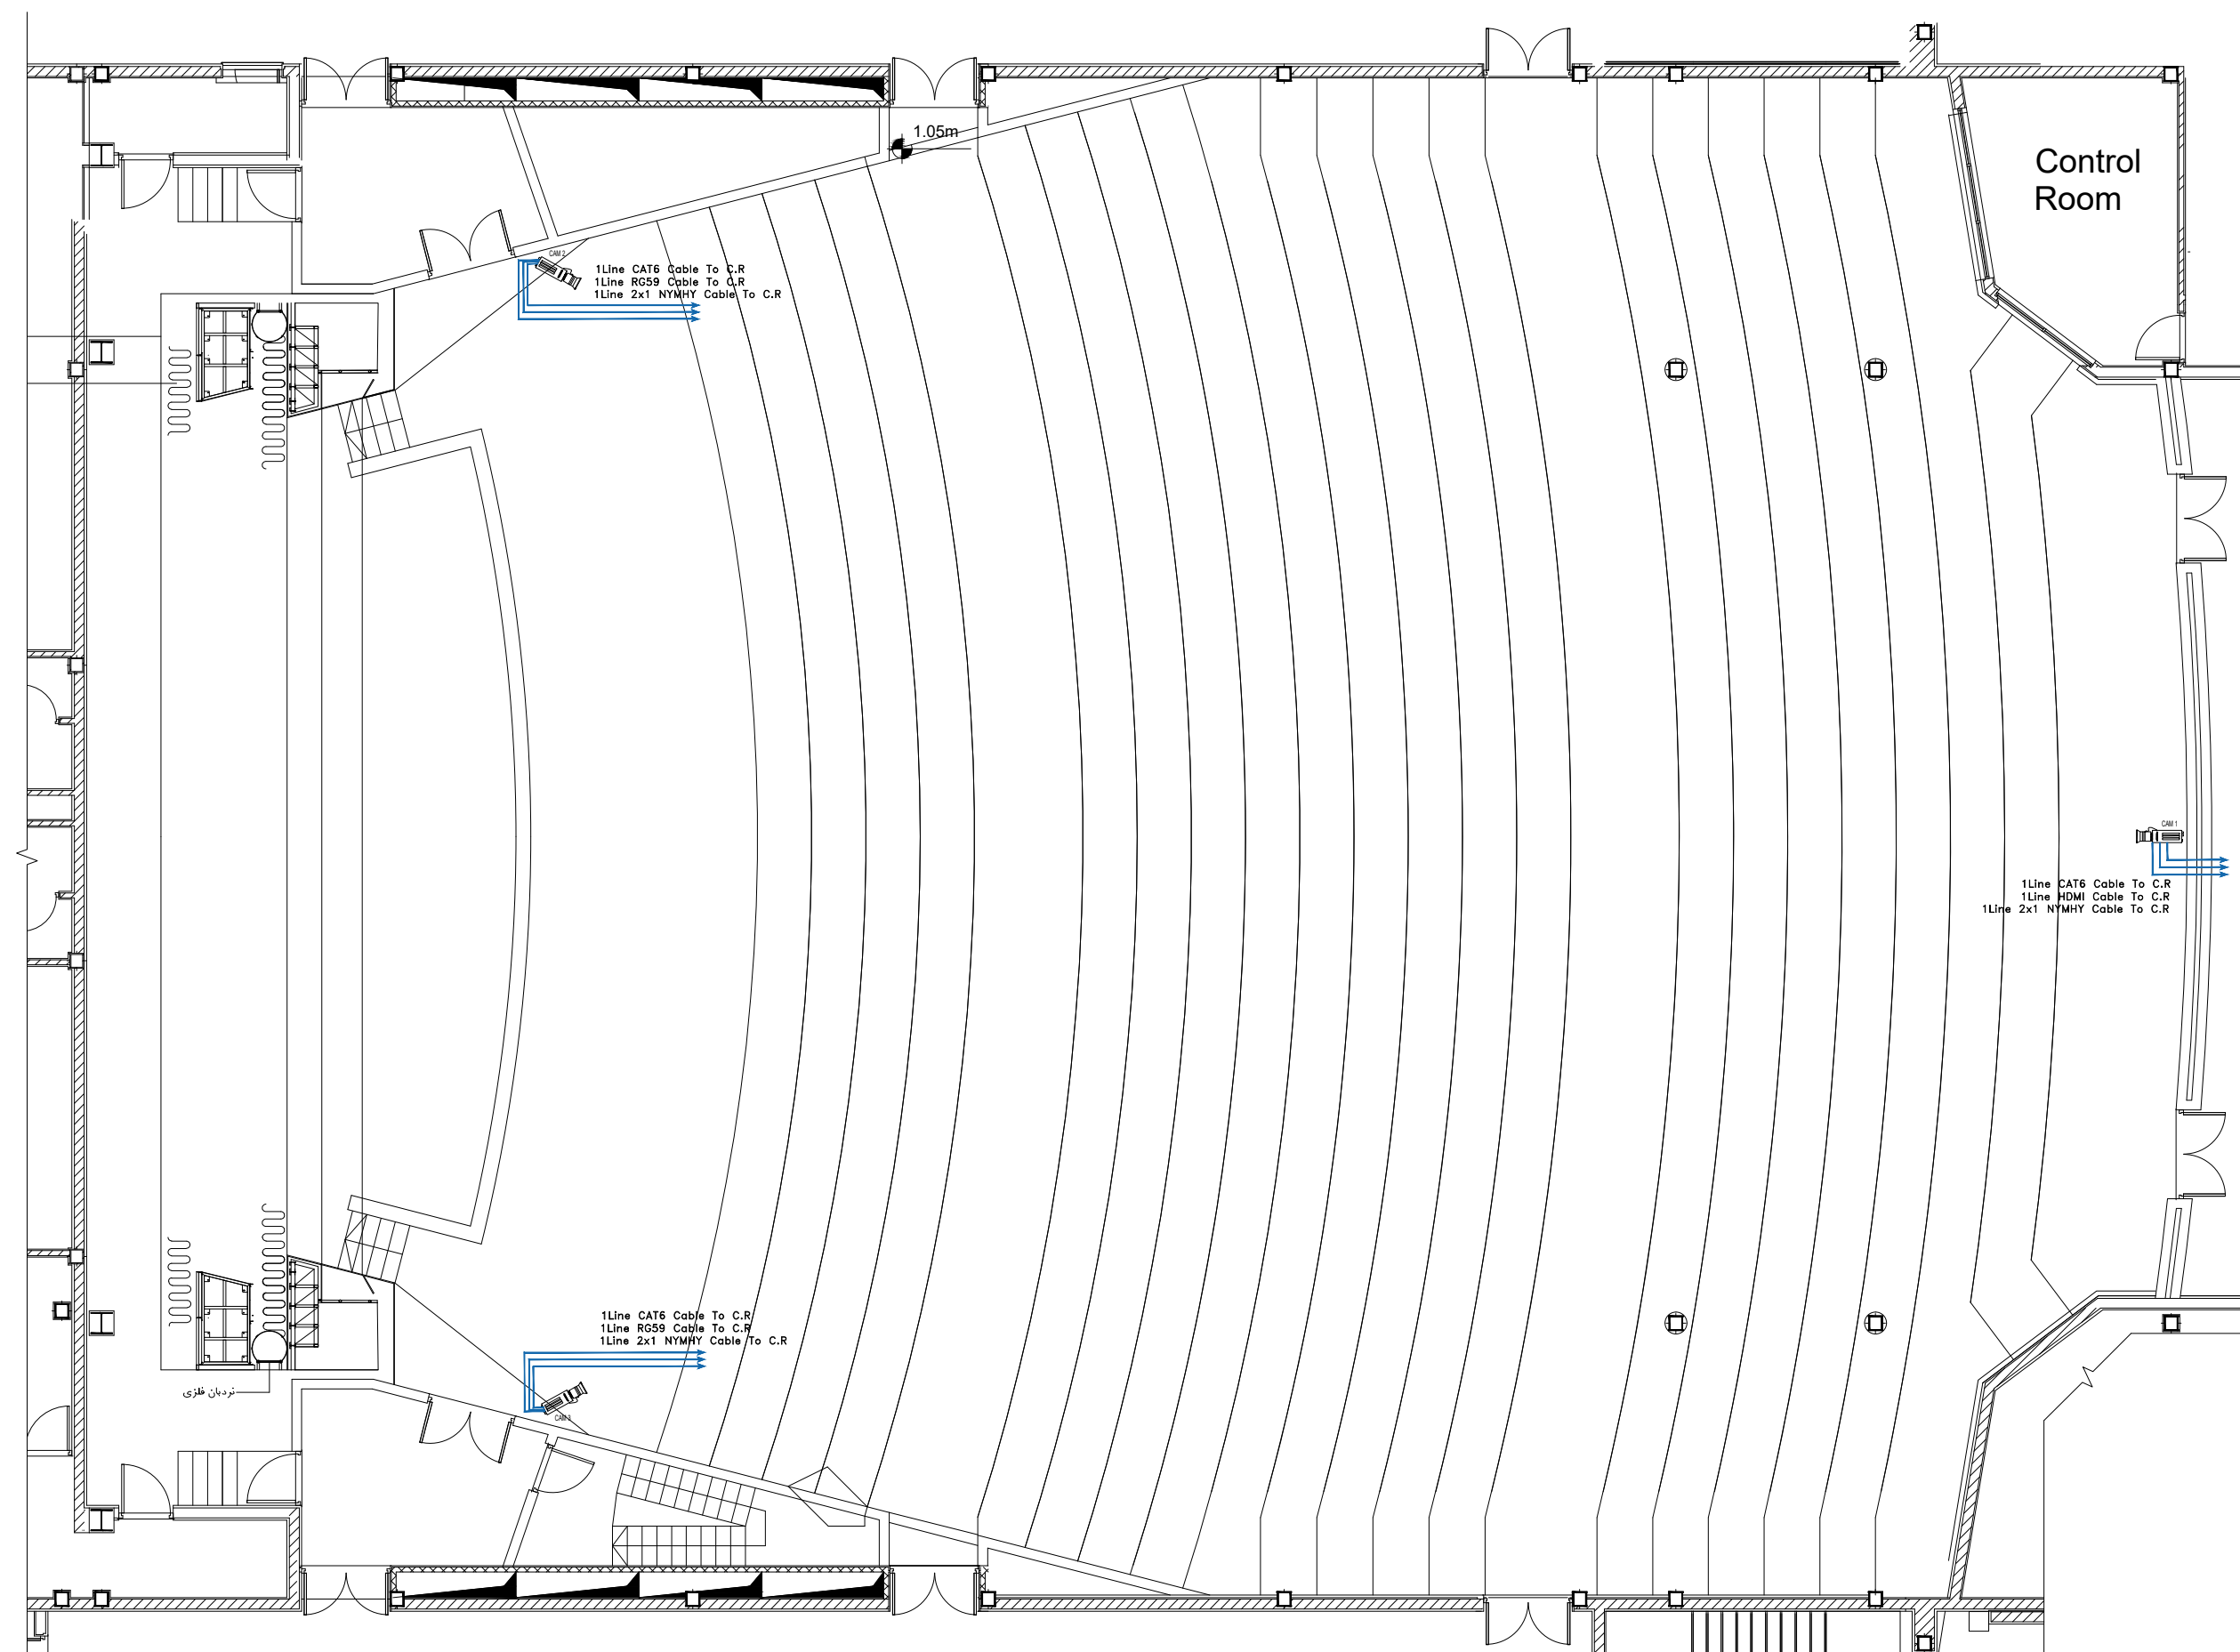 1.05m
Control
Room
CAM 2
1Line CAT6 Cable To C.R
1Line RG59 Cable To C.R
1Line 2x1 NYMHY Cable To C.R
CAM 1
1Line CAT6 Cable To C.R
1Line HDMI Cable To C.R
1Line 2x1 NYMHY Cable To C.R
1Line CAT6 Cable To C.R
1Line RG59 Cable To C.R
1Line 2x1 NYMHY Cable To C.R
نردبان فلزی
CAM 3